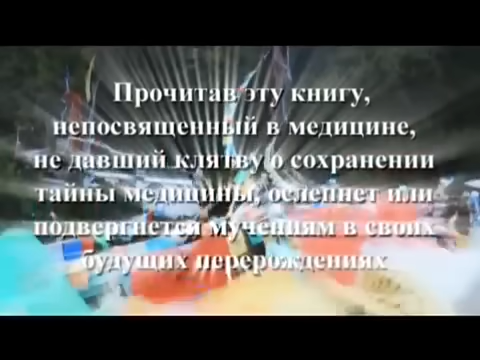 Прочитав эту книгу,
непосвященный в медицине,
не давший клятву о сохранении
тайны медицины, ослепнет или
подвергнется мучениям в своих
будущих перерождениях